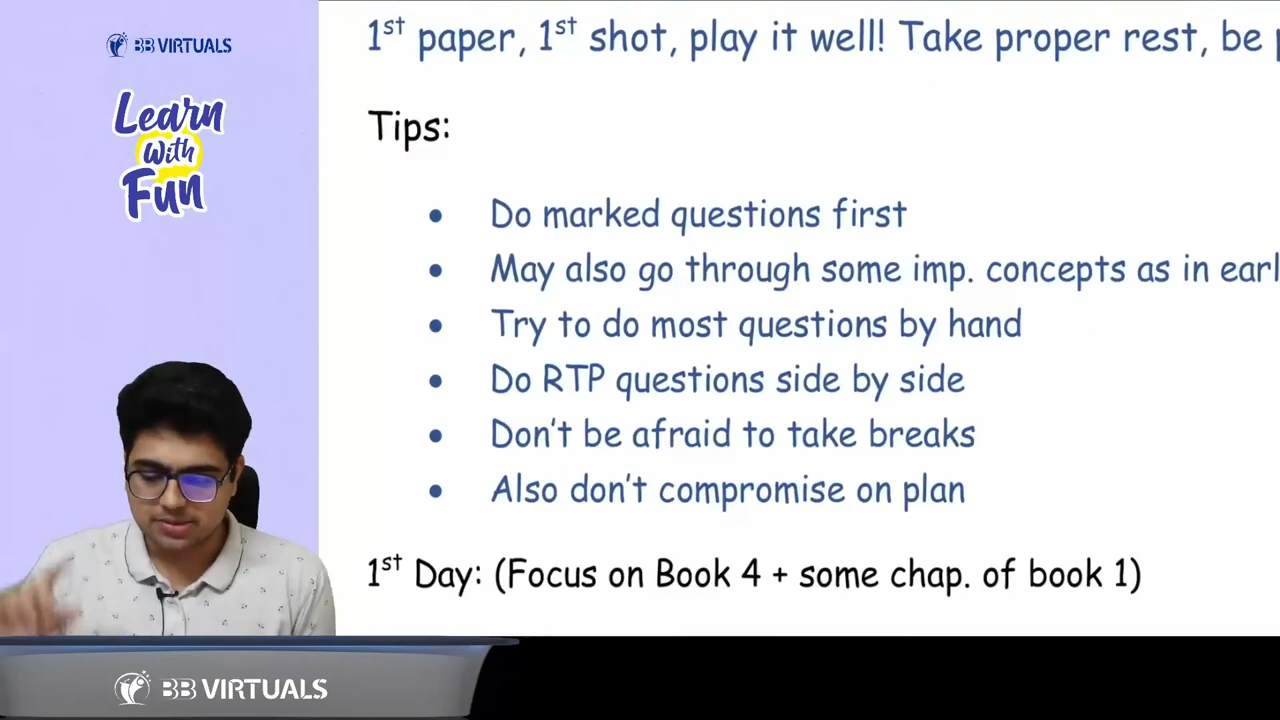 BB VIRTUALS
Learn
With
Fun
1st paper, 1st shot, play it well! Take proper rest, be
Tips:
• Do marked questions first
• May also go through some imp. concepts as in
• Try to do most questions by hand
• Do RTP questions side by side
• Don't be afraid to take breaks
• Also don't compromise on plan
1st Day: (Focus on Book 4 + some chap. of book 1)
BB VIRTUALS